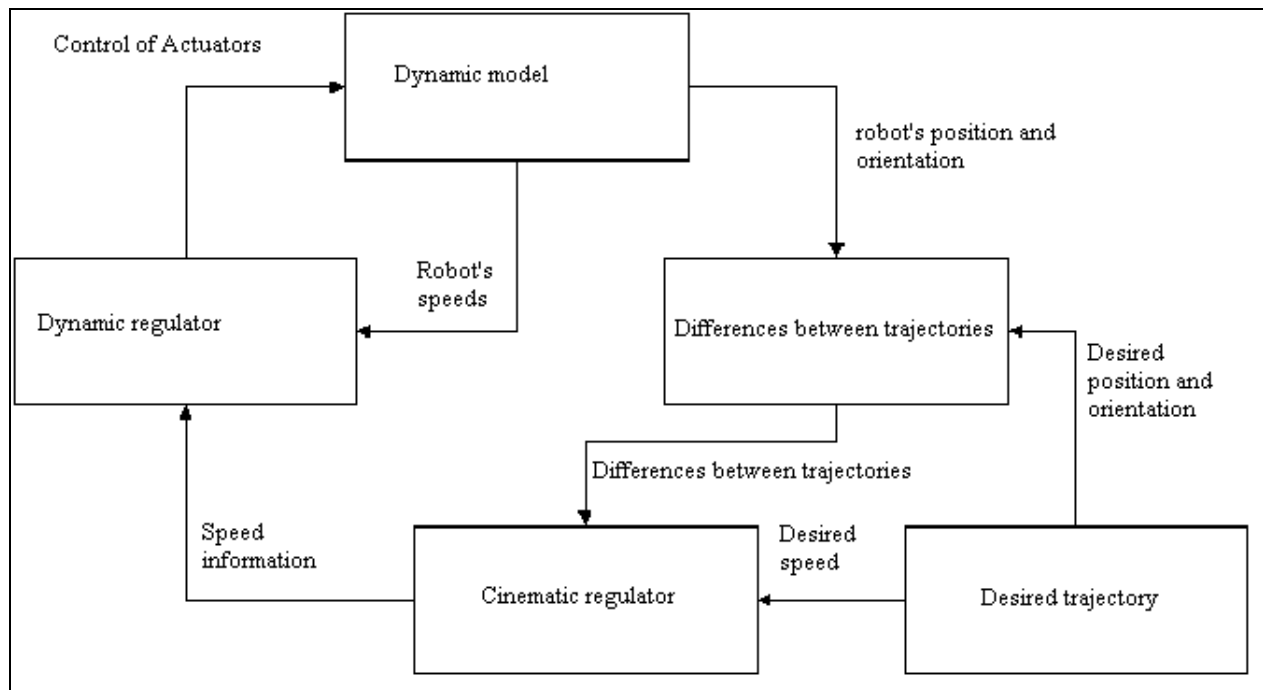 Control of Actuators
Dynamic model
robot's position and
orientation
Robot's
speeds
Dynamic regulator
Differences between trajectories
Desired
position and
orientation
Differences between trajectories
Speed
information
Desired
speed
Cinematic regulator
Desired trajectory